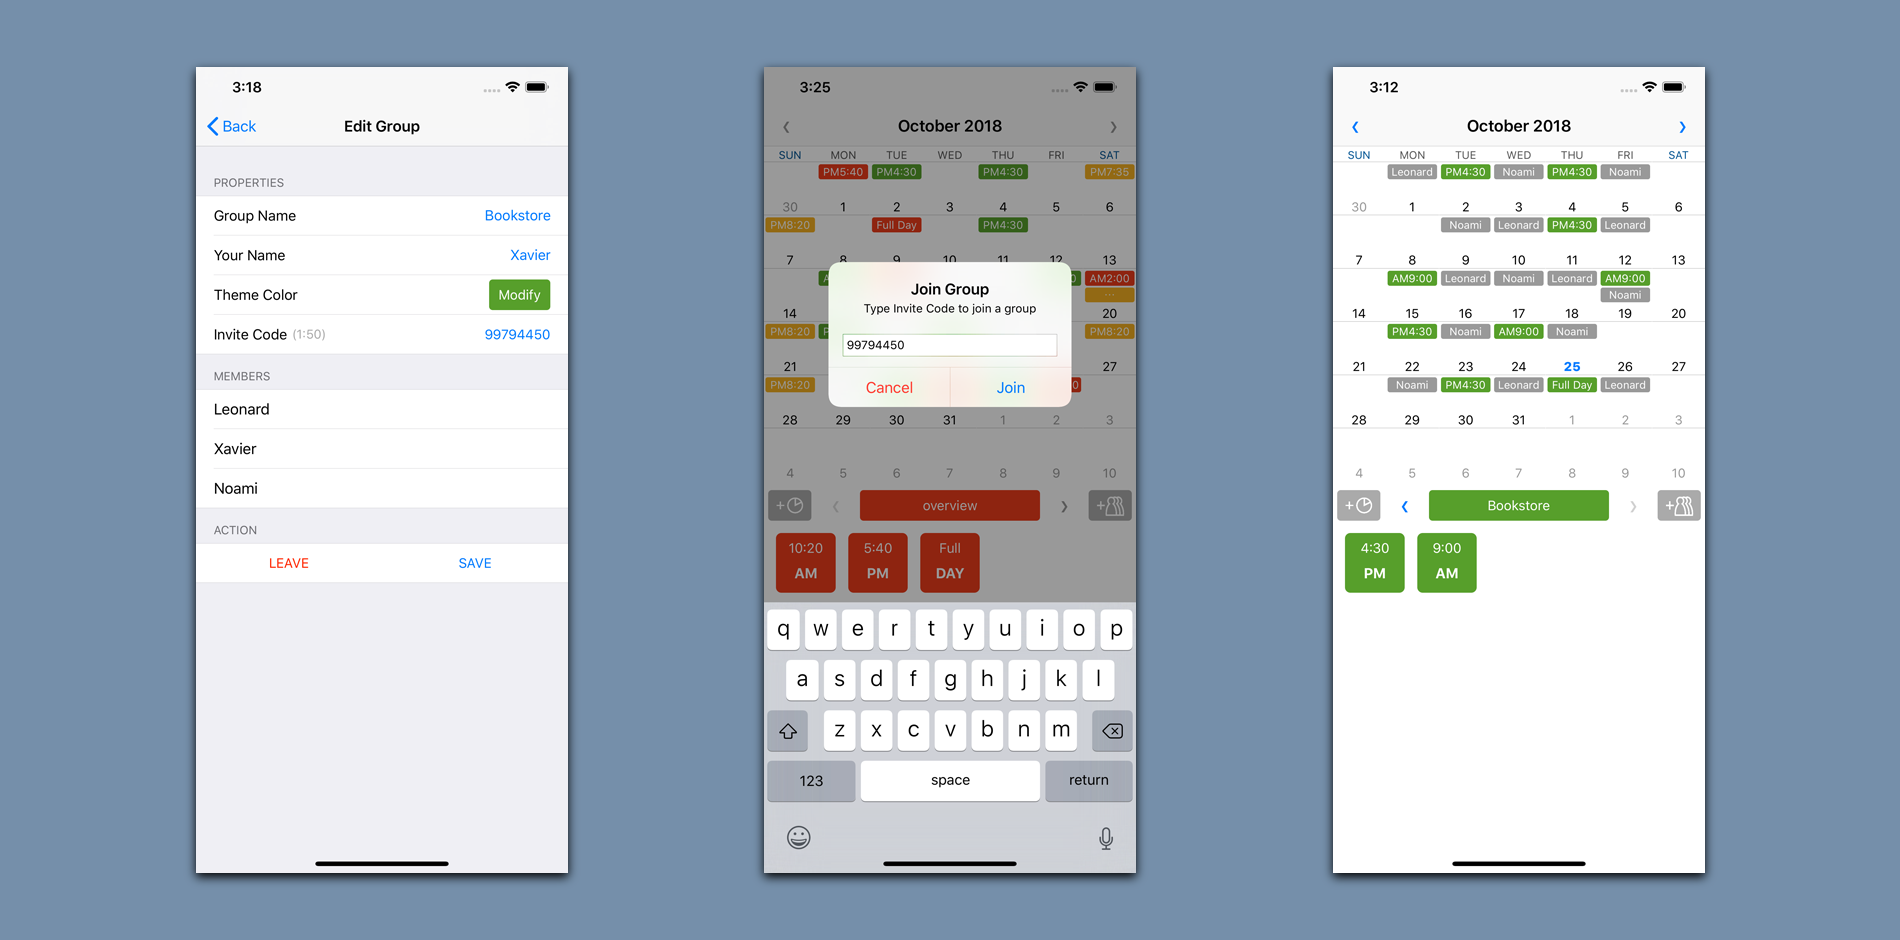 3:18
Back Edit Group
PROPERTIES
Group Name Bookstore
Your Name Xavier
Theme Color Modify
Invite Code (1:50) 99794450
MEMBERS
Leonard
Xavier
Noami
ACTION
LEAVE SAVE
3:25
October 2018
SUN MON TUE WED THU FRI SAT
PM5:40 PM4:30 PM4:30 PM7:35
30 1 2 3 4 5 6
PM8:20 Full Day PM4:30
7 8 9 10 11 12 13
AM2:00
...
14 20
PM8:20 PM8:20
21 27
PM8:20
28 29 30 31 1 2 3
4 5 6 7 8 9 10
Join Group
Type Invite Code to join a group
99794450
Cancel Join
+ overview +
10:20 5:40 Full
AM PM DAY
q w e r t y u i o p
a s d f g h j k l
z x c v b n m
123 space return
3:12
October 2018
SUN MON TUE WED THU FRI SAT
Leonard PM4:30 Noami PM4:30 Noami
30 1 2 3 4 5 6
Noami Leonard PM4:30 Leonard
7 8 9 10 11 12 13
AM9:00 Leonard Noami Leonard AM9:00
Noami
14 15 16 17 18 19 20
PM4:30 Noami AM9:00 Noami
21 22 23 24 25 26 27
Noami PM4:30 Leonard Full Day Leonard
28 29 30 31 1 2 3
4 5 6 7 8 9 10
+ Bookstore +
4:30 9:00
PM AM